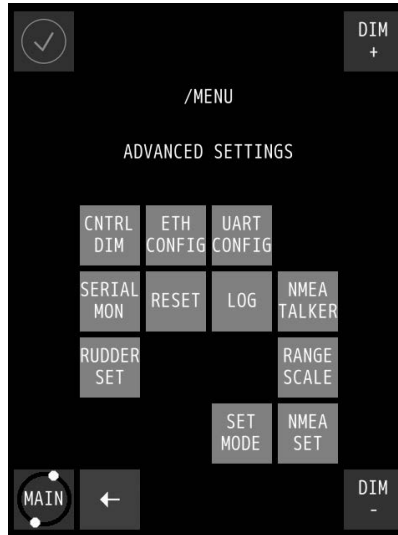 DIM
+
/MENU
ADVANCED SETTINGS
CNTRL
DIM
ETH
CONFIG
UART
CONFIG
SERIAL
MON
RESET
LOG
NMEA
TALKER
RUDDER
SET
RANGE
SCALE
SET
MODE
NMEA
SET
MAIN
←
DIM
-